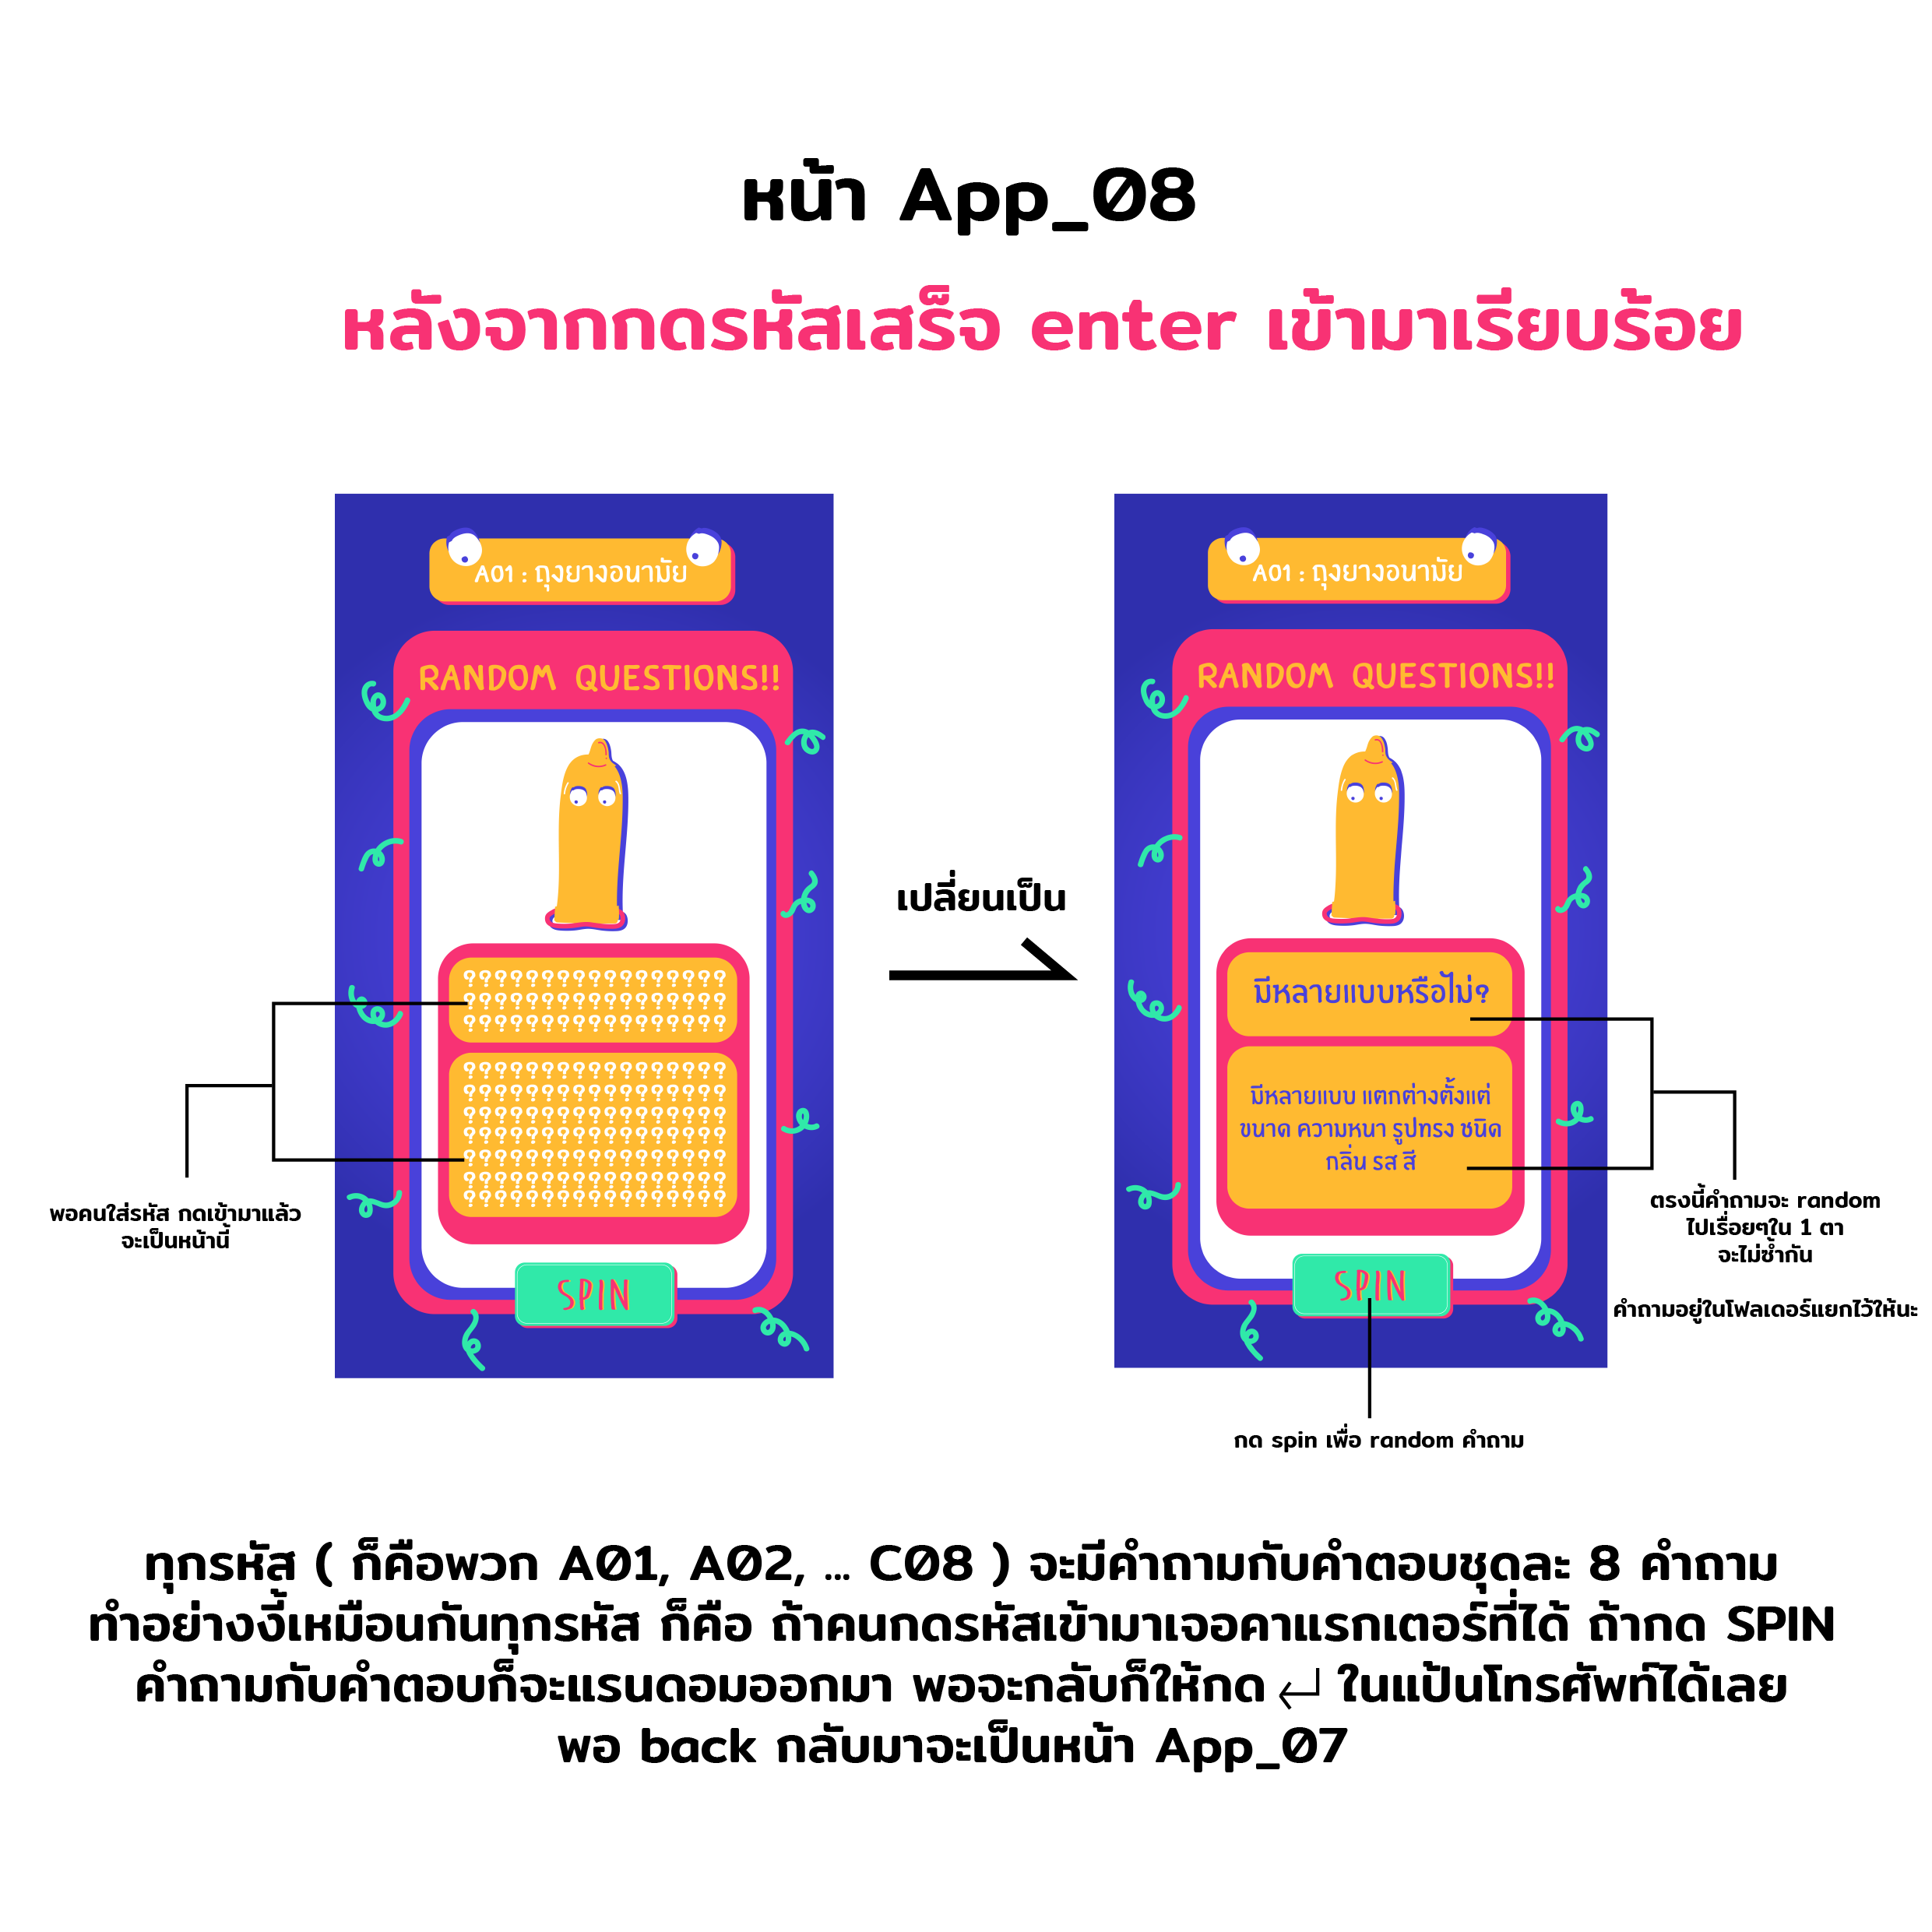 หน้า App_08
หลังจากกดรหัสเสร็จ enter เข้ามาเรียบร้อย
A01 : ถุงยางอนามัย
RANDOM QUESTIONS!!
?????????????????
?????????????????
?????????????????
?????????????????
?????????????????
?????????????????
?????????????????
?????????????????
?????????????????
?????????????????
SPIN
พอคนใส่รหัส กดเข้ามาแล้ว
จะเป็นหน้านี้
เปลี่ยนเป็น
A01 : ถุงยางอนามัย
RANDOM QUESTIONS!!
มีหลายแบบหรือไม่?
มีหลายแบบ แตกต่างตั้งแต่
ขนาด ความหนา รูปทรง ชนิด
กลิ่น รส สี
SPIN
ตรงนี้คำถามจะ random
ไปเรื่อยๆใน 1 ตา
จะไม่ซ้ำกัน
คำถามอยู่ในโฟลเดอร์แยกไว้ให้นะ
กด spin เพื่อ random คำถาม
ทุกรหัส ( ก็คือพวก A01, A02, ... C08 ) จะมีคำถามกับคำตอบชุดละ 8 คำถาม
ทำอย่างงี้เหมือนกันทุกรหัส ก็คือ ถ้าคนกดรหัสเข้ามาเจอคาแรกเตอร์ที่ได้ ถ้ากด SPIN
คำถามกับคำตอบก็จะแรนดอมออกมา พอจะกลับก็ให้กด ↵ ในแป้นโทรศัพท์ได้เลย
พอ back กลับมาจะเป็นหน้า App_07